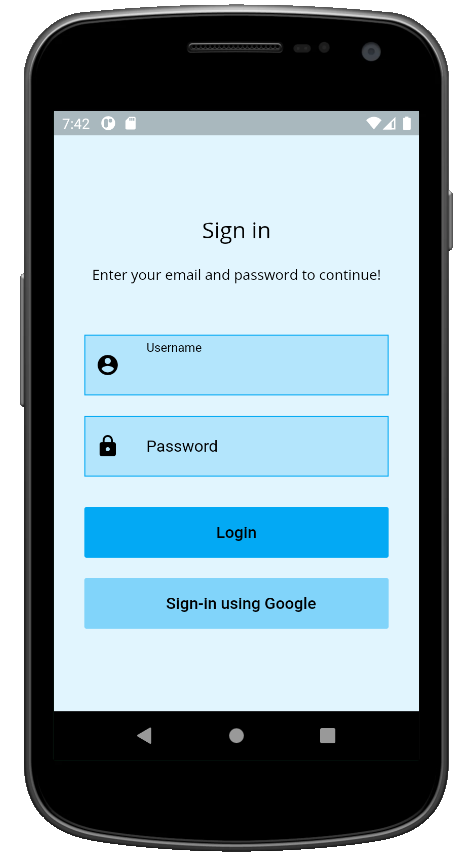 7:42
Sign in
Enter your email and password to continue!
Username
Password
Login
Sign-in using Google